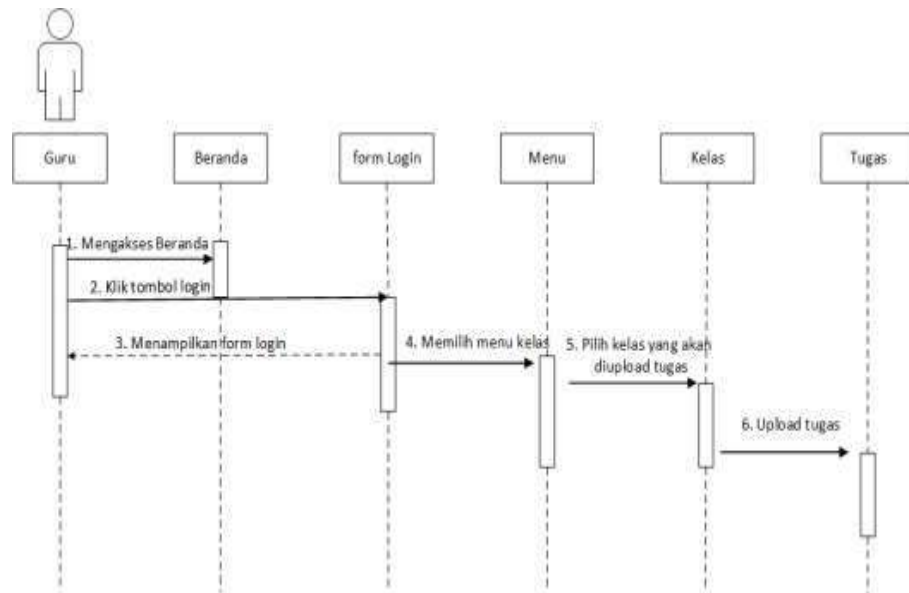 Guru
Beranda
form Login
Menu
Kelas
Tugas
1. Mengakses Beranda
2. Klik tombol login
3. Menampilkan form login
4. Memilih menu kelas
5. Pilih kelas yang akan
diupload tugas
6. Upload tugas